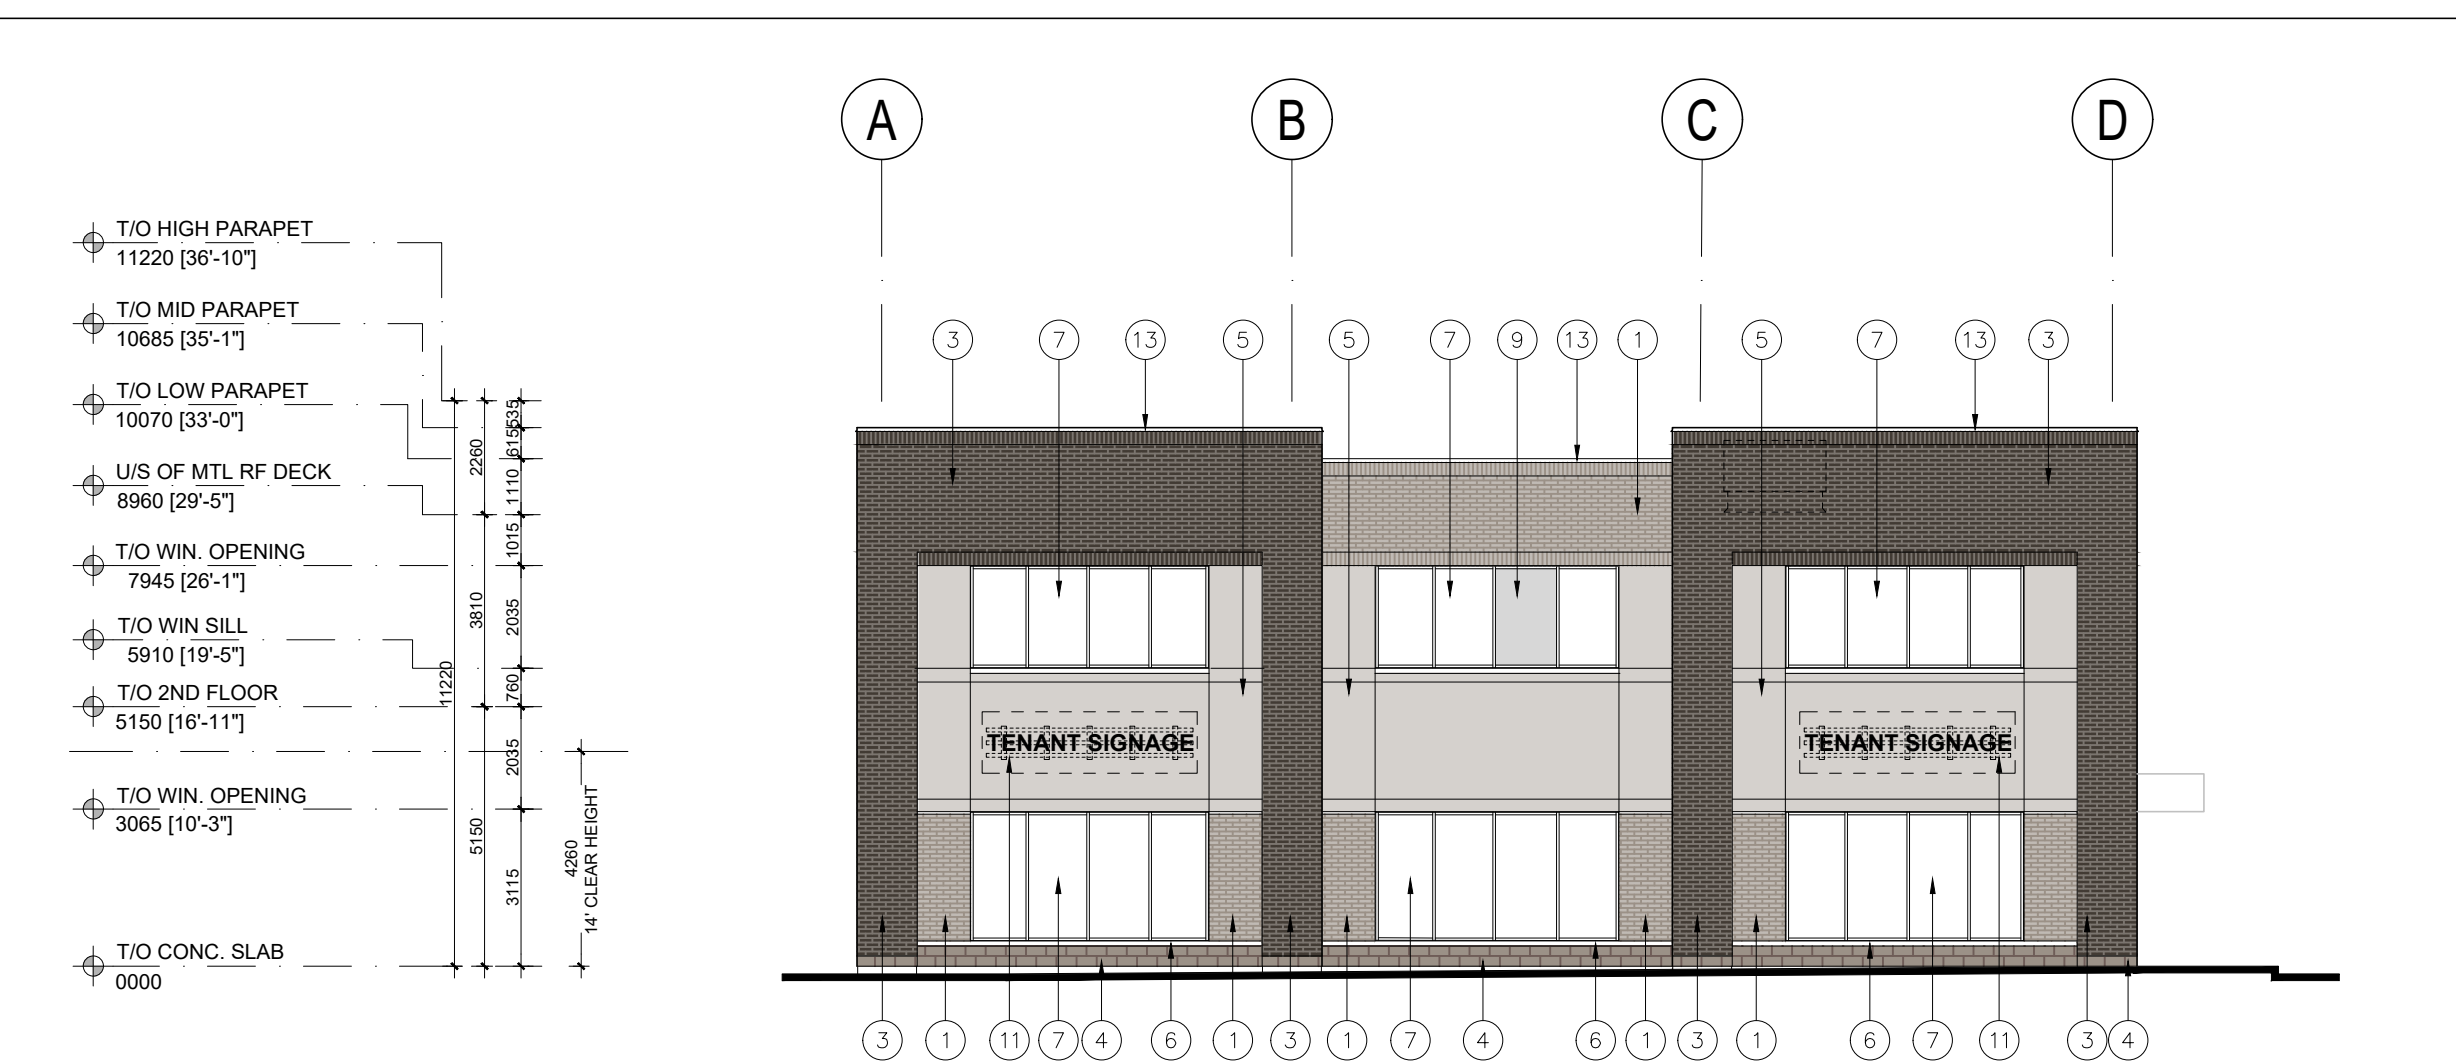 A B C D
T/O HIGH PARAPET
11220 [36'-10"]
T/O MID PARAPET
10685 [35'-1"]
T/O LOW PARAPET
10070 [33'-0"]
U/S OF MTL RF DECK
8960 [29'-5"]
T/O WIN. OPENING
7945 [26'-1"]
T/O WIN SILL
5910 [19'-5"]
T/O 2ND FLOOR
5150 [16'-11"]
T/O WIN. OPENING
3065 [10'-3"]
T/O CONC. SLAB
0000
11220
2260
3810
5150
535
615
1110
1015
2035
760
2035
3115
4260
14' CLEAR HEIGHT
3 7 13 5 5 7 9 13 1 5 7 13 3
TENANT SIGNAGE
TENANT SIGNAGE
3 1 11 7 4 6 1 3 1 7 4 6 1 3 1 6 7 11 3 4